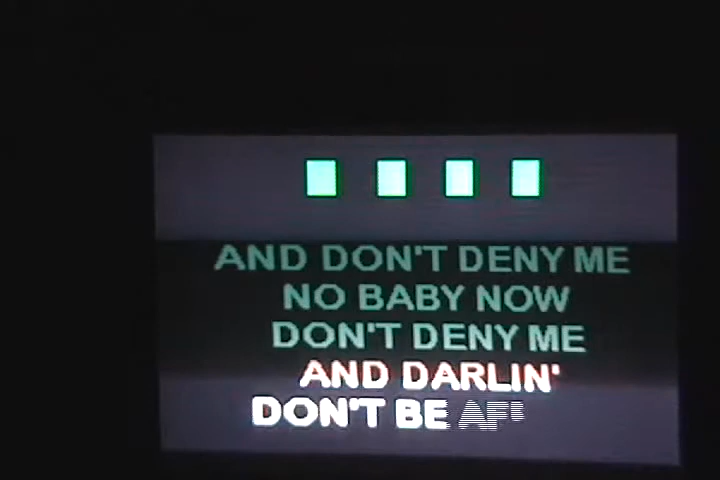 AND DON'T DENY ME
NO BABY NOW
DON'T DENY ME
AND DARLIN'
DON'T BE